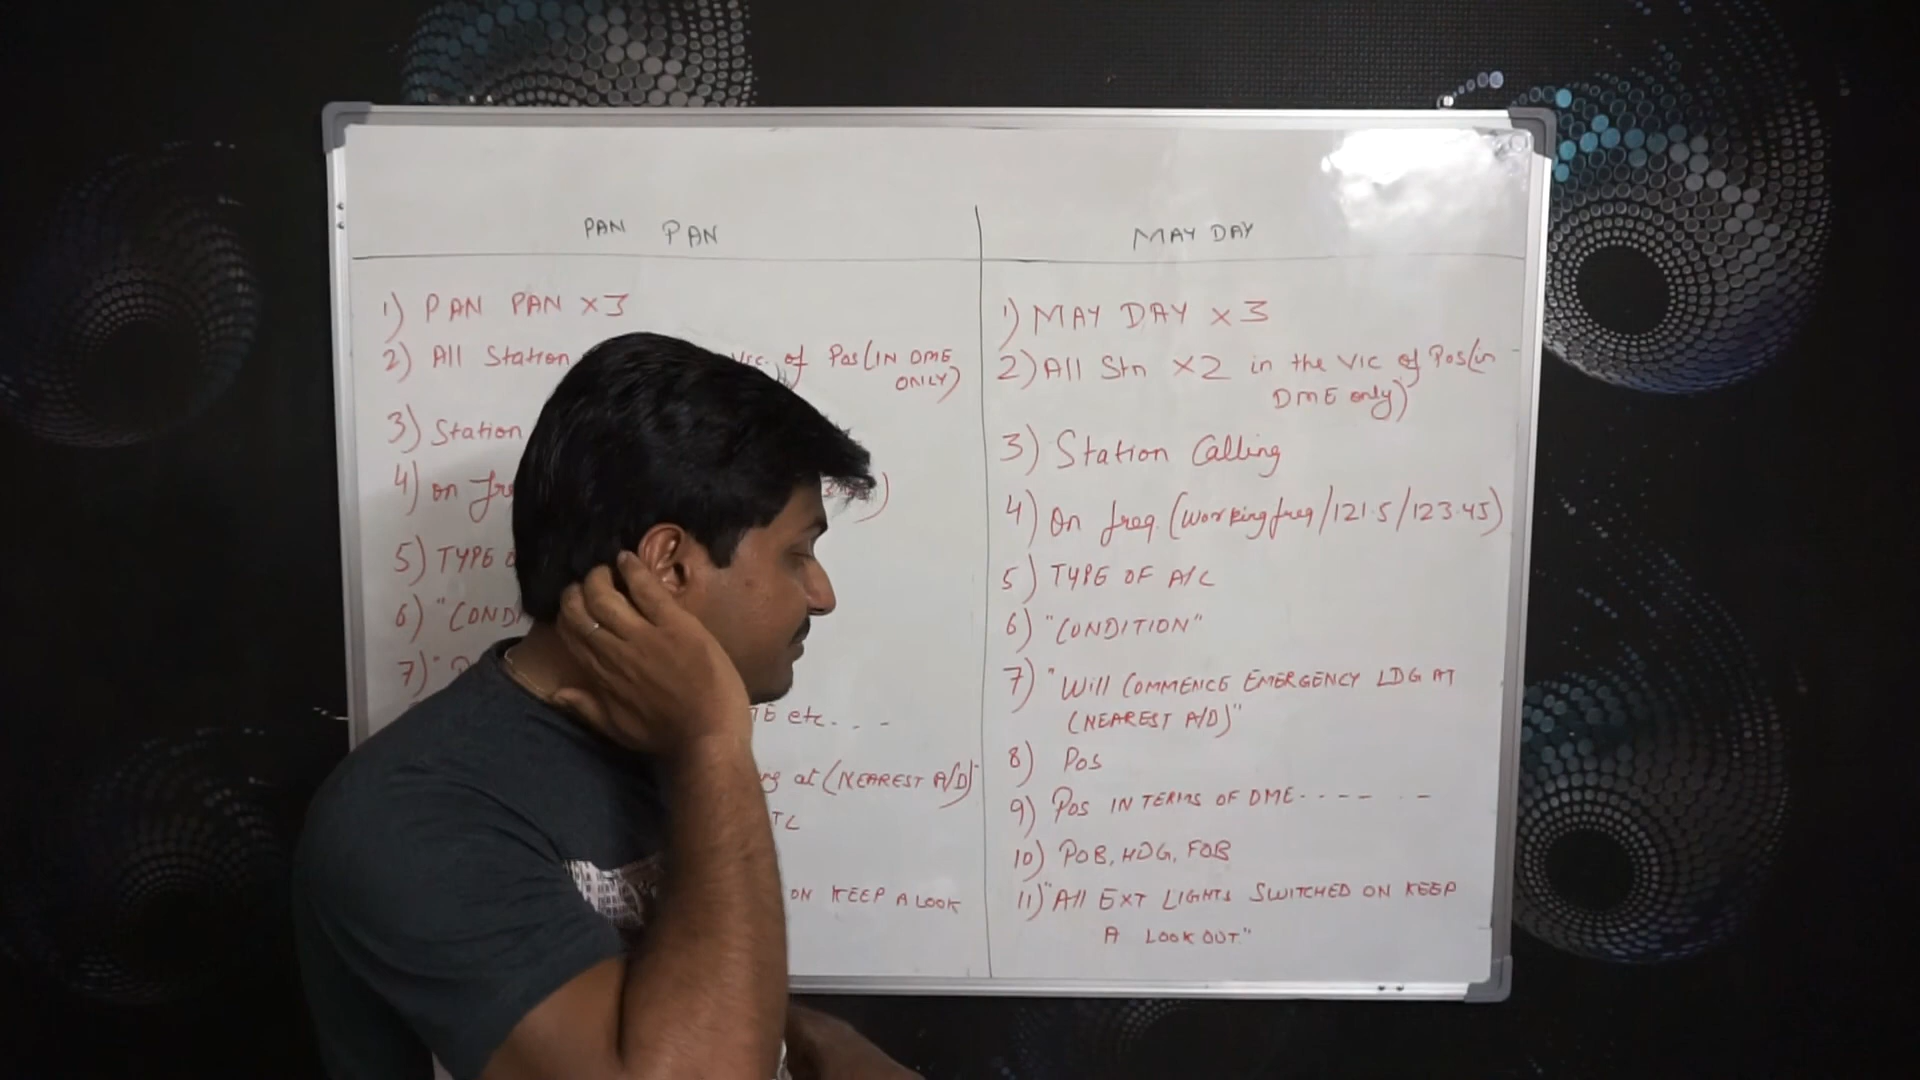 PAN PAN
1) PAN PAN x3
2) All Station Vic. of Pos (IN DME
ONLY)
3) Station
4) on
5) TYPE
6)
7)
etc. . . -
at (NEAREST A/D)"
ON KEEP A LOOK
MAY DAY
1) MAY DAY x 3
2) All Stn x2 in the Vic of Pos (in
DME only)
3) Station Calling
4) On freq. (working freq/121.5/123.45)
5) TYPE OF A/C
6) "CONDITION"
7) "Will COMMENCE EMERGENCY LDG AT
(NEAREST A/D)"
8) Pos
9) Pos IN TERMS OF DME - - - - - -
10) POB, HDG, FOB
11) "All EXT LIGHTS SWITCHED ON KEEP
A LOOK OUT"